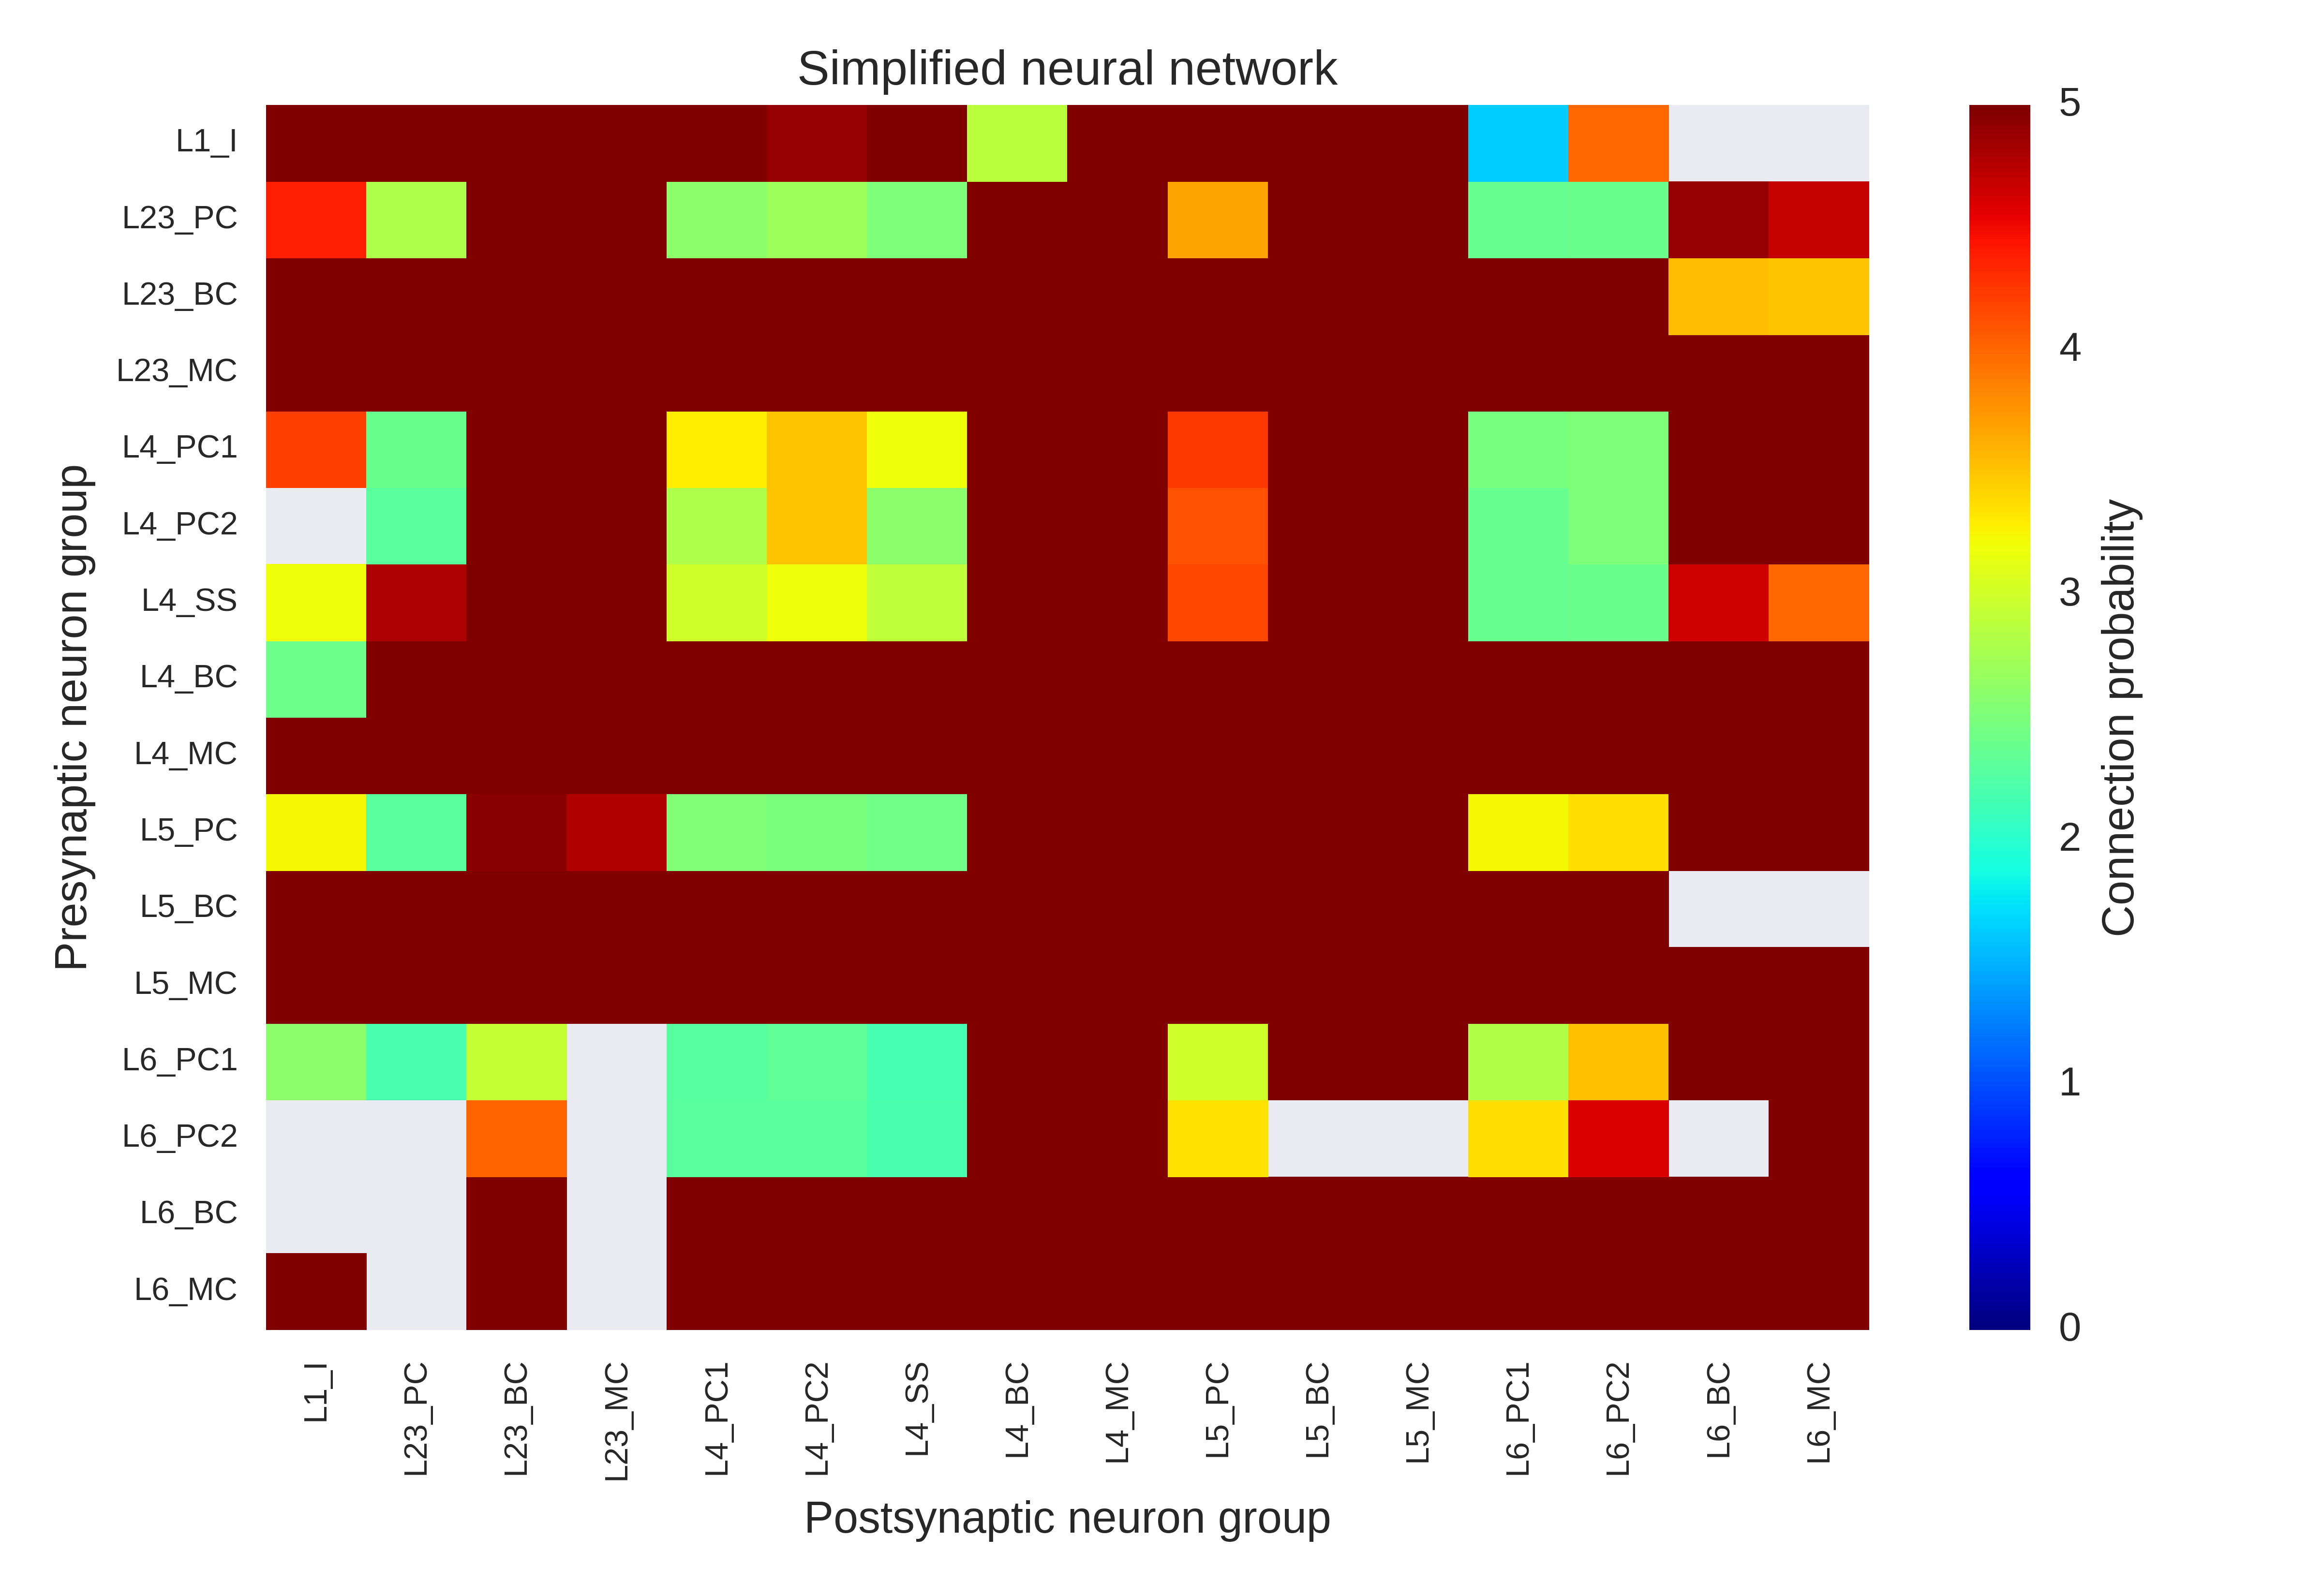 Simplified neural network
L1_I
L23_PC
L23_BC
L23_MC
L4_PC1
L4_PC2
L4_SS
L4_BC
L4_MC
L5_PC
L5_BC
L5_MC
L6_PC1
L6_PC2
L6_BC
L6_MC
Presynaptic neuron group
L1_I
L23_PC
L23_BC
L23_MC
L4_PC1
L4_PC2
L4_SS
L4_BC
L4_MC
L5_PC
L5_BC
L5_MC
L6_PC1
L6_PC2
L6_BC
L6_MC
Postsynaptic neuron group
5
4
3
2
1
0
Connection probability